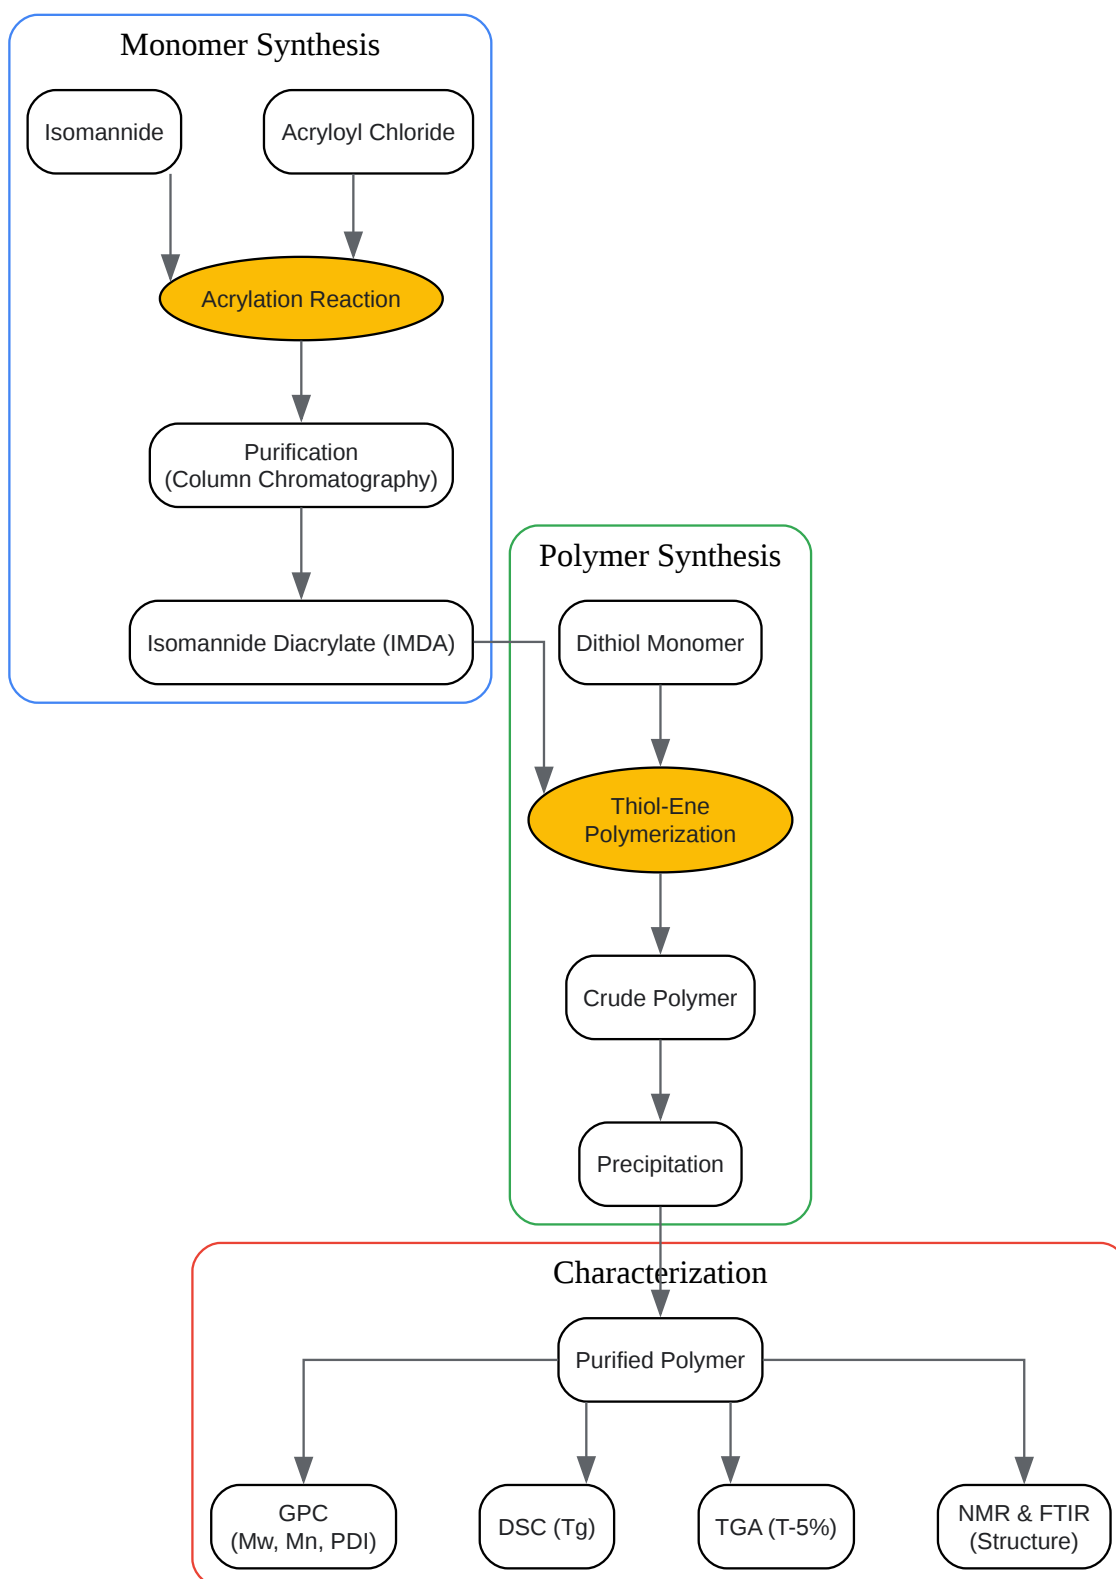 Monomer Synthesis
Isomannide
Acryloyl Chloride
Acrylation Reaction
Purification
(Column Chromatography)
Isomannide Diacrylate (IMDA)
Polymer Synthesis
Dithiol Monomer
Thiol-Ene
Polymerization
Crude Polymer
Precipitation
Characterization
Purified Polymer
GPC
(Mw, Mn, PDI)
DSC (Tg)
TGA (T-5%)
NMR & FTIR
(Structure)